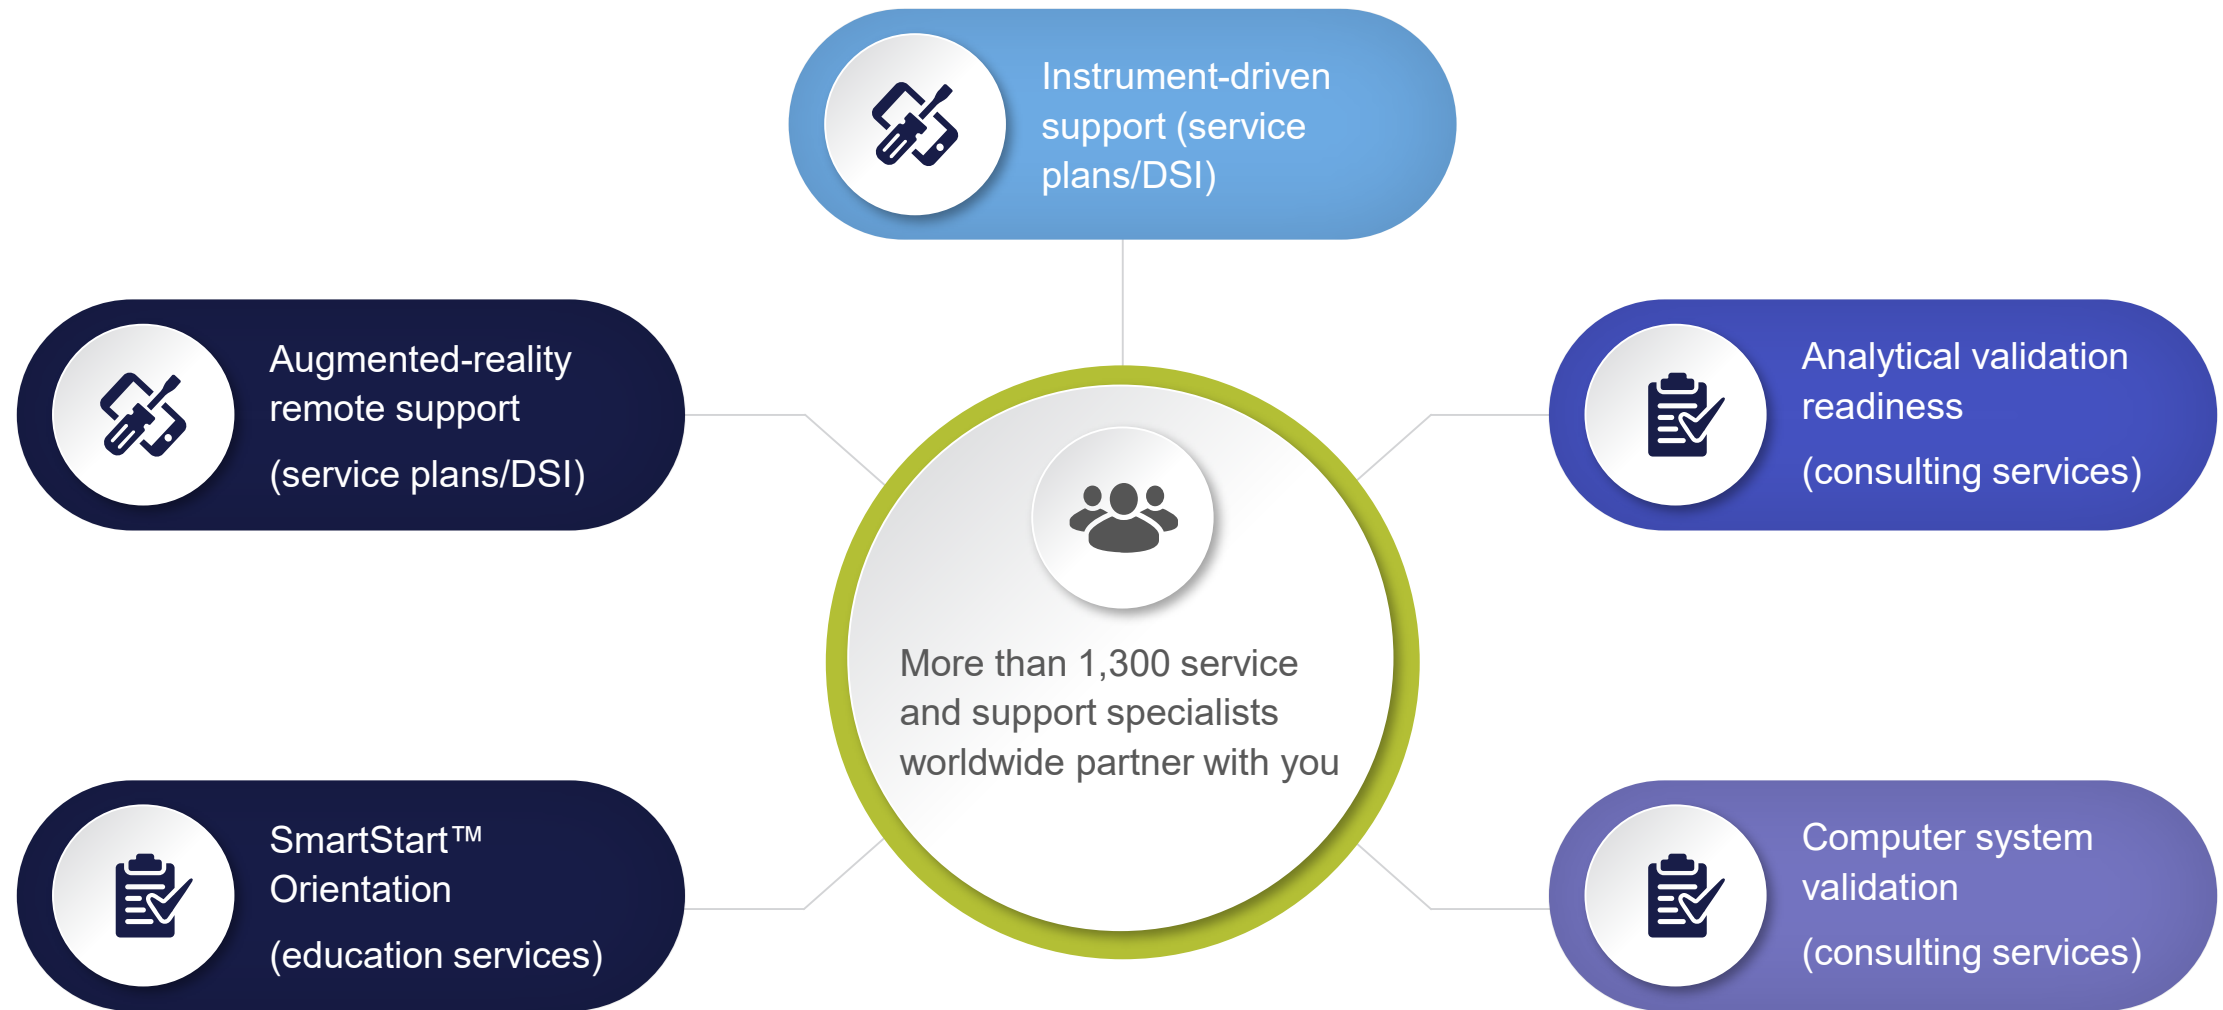 Instrument-driven
support (service
plans/DSI)
Augmented-reality
remote support
(service plans/DSI)
Analytical validation
readiness
(consulting services)
More than 1,300 service
and support specialists
worldwide partner with you
SmartStart™
Orientation
(education services)
Computer system
validation
(consulting services)